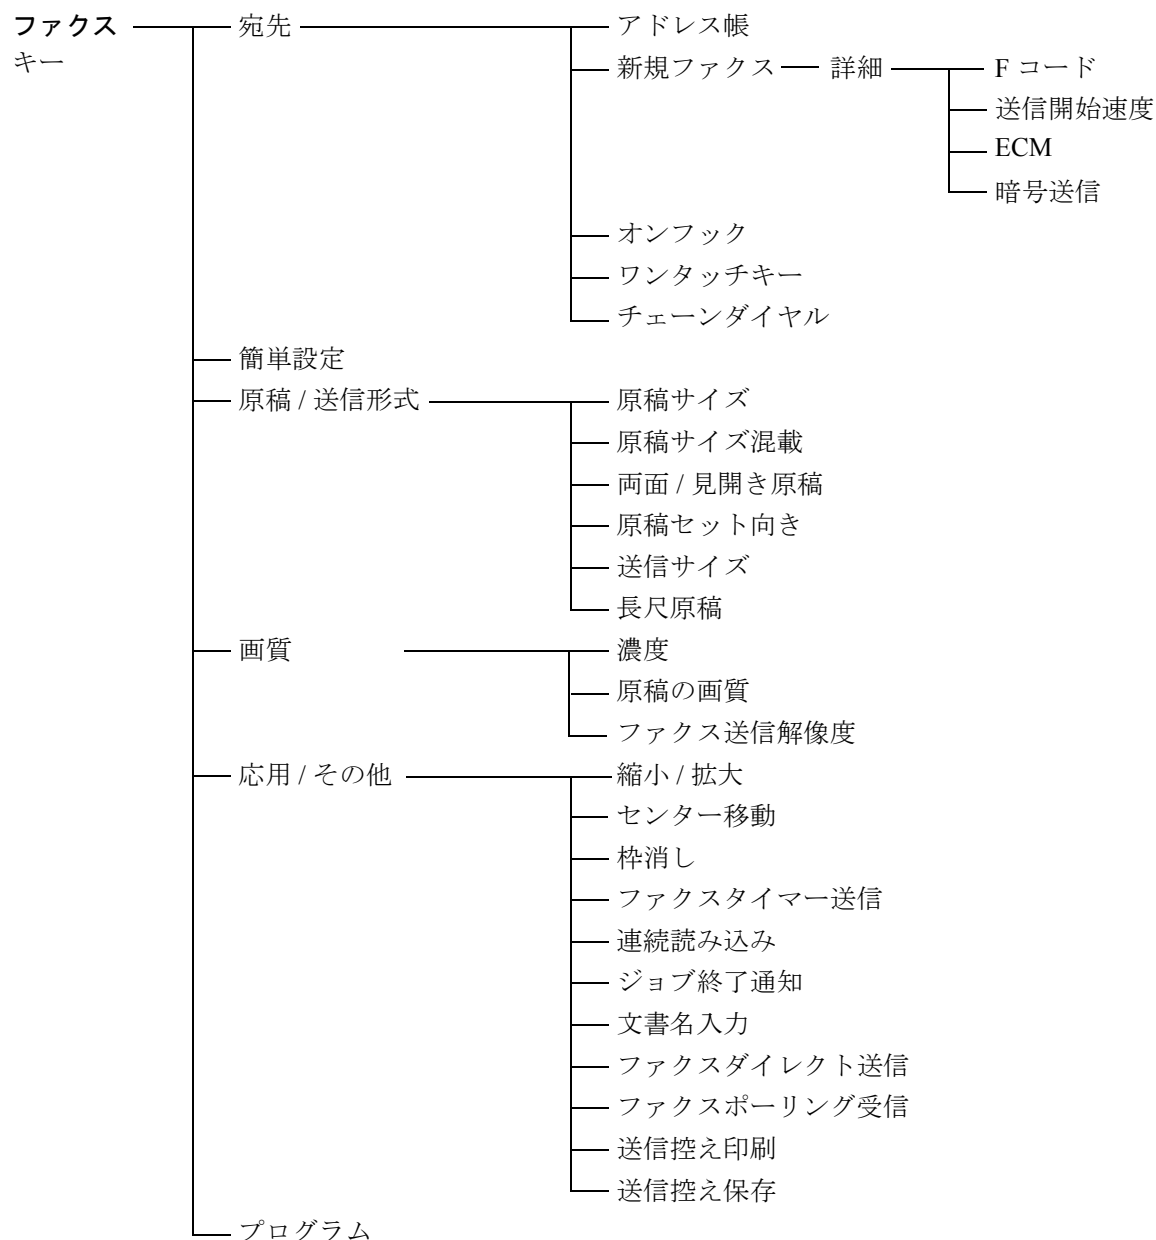 ファクス 宛先 アドレス帳
キー 新規ファクス 詳細 F コード
送信開始速度
ECM
暗号送信
オンフック
ワンタッチキー
チェーンダイヤル
簡単設定
原稿 / 送信形式 原稿サイズ
原稿サイズ混載
両面 / 見開き原稿
原稿セット向き
送信サイズ
長尺原稿
画質 濃度
原稿の画質
ファクス送信解像度
応用 / その他 縮小 / 拡大
センター移動
枠消し
ファクスタイマー送信
連続読み込み
ジョブ終了通知
文書名入力
ファクスダイレクト送信
ファクスポーリング受信
送信控え印刷
送信控え保存
プログラム